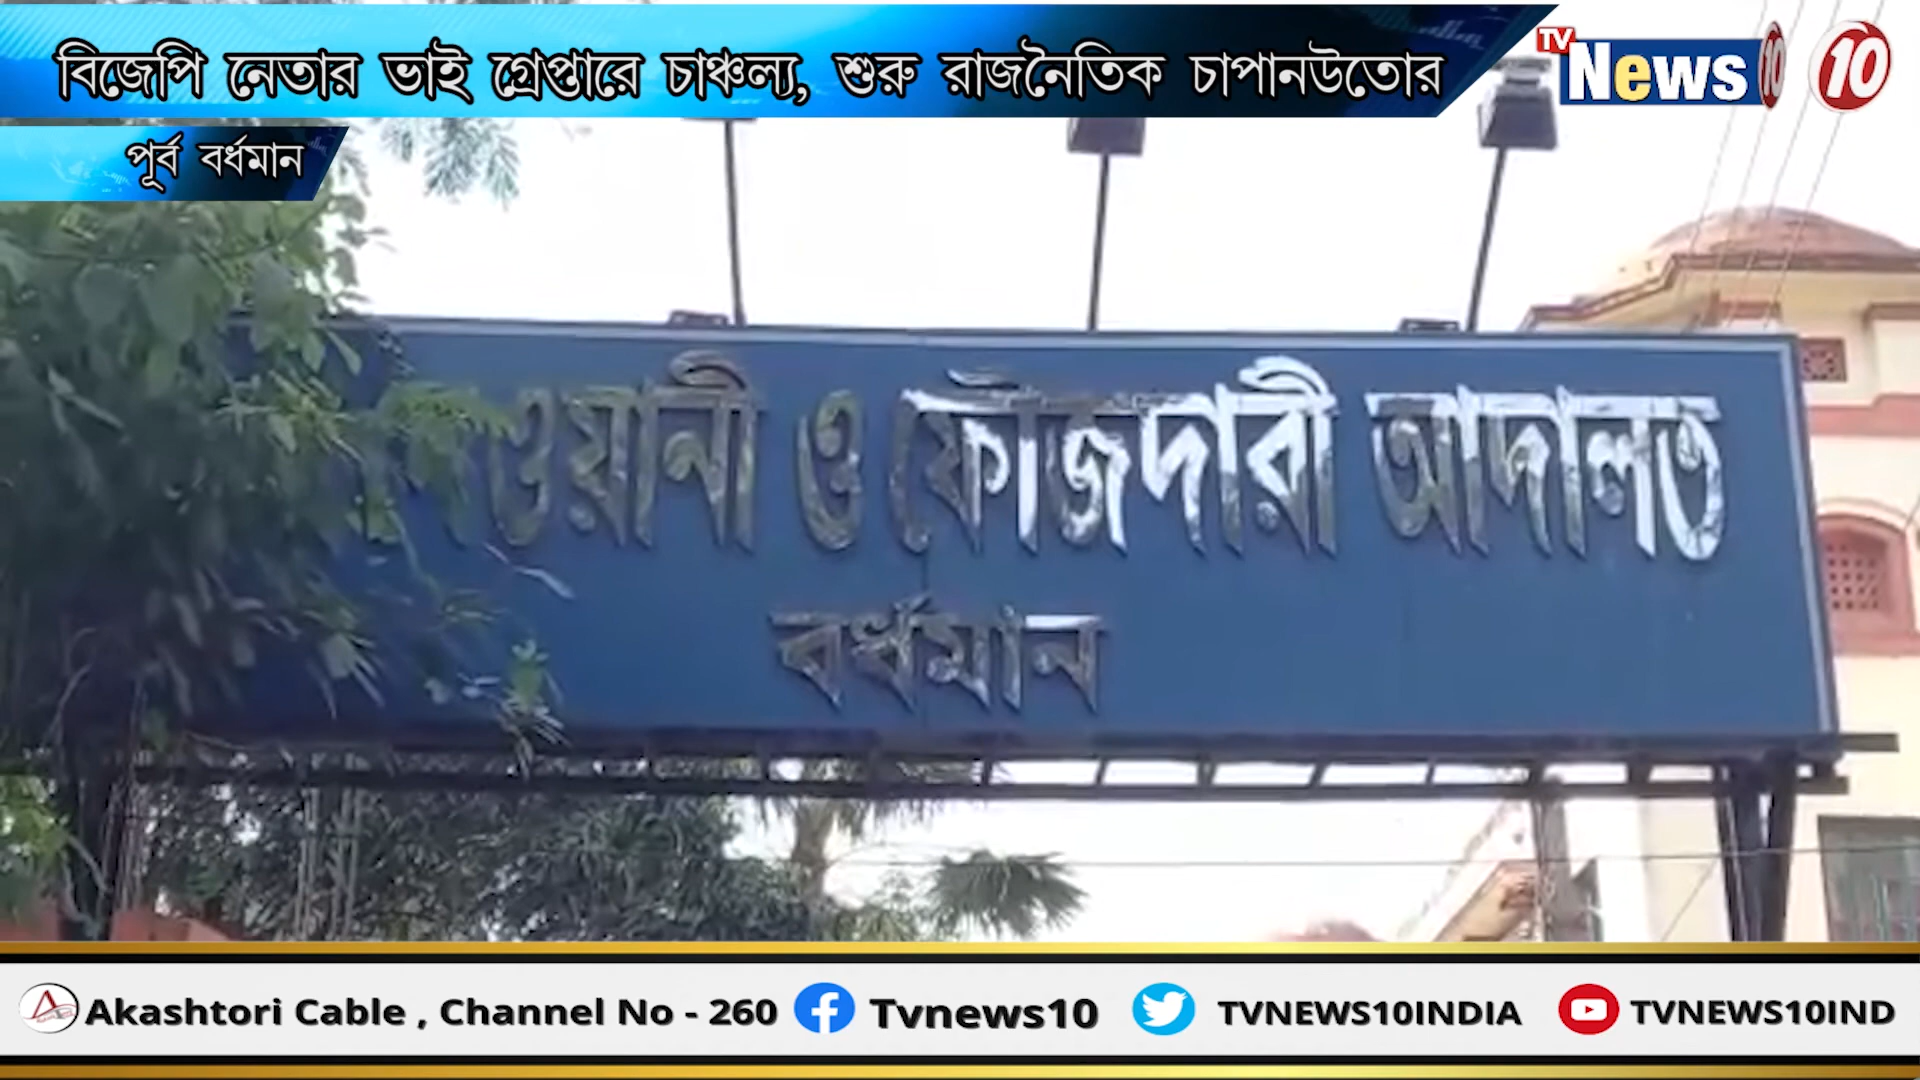 বিজেপি নেতার ভাই গ্রেপ্তারে চাঞ্চল্য, শুরু রাজনৈতিক চাপানউতোর
TV News 10 10
পূর্ব বর্ধমান
ও ফৌজদারী আদালত
বর্ধমান
Akashtori Cable , Channel No - 260 Tvnews10 TVNEWS10INDIA TVNEWS10IND